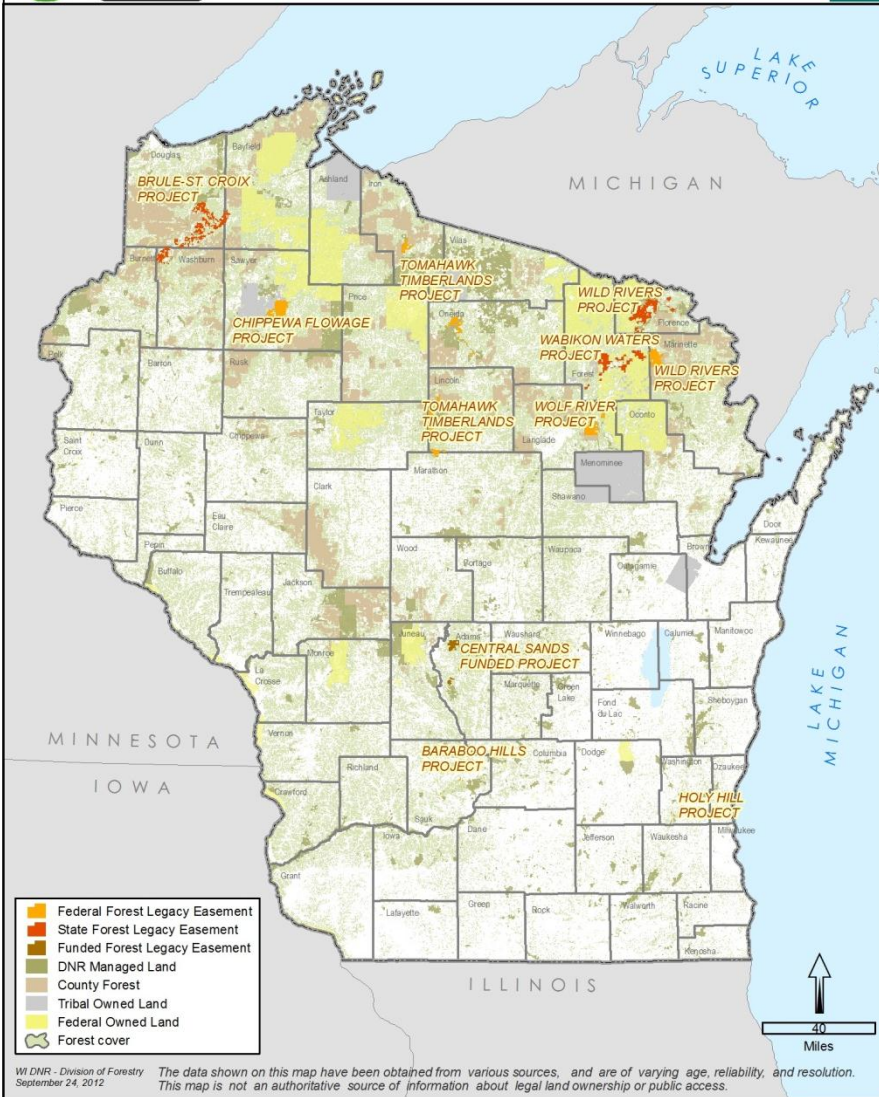 LAKE
SUPERIOR
MICHIGAN
Douglas
Bayfield
Ashland
Iron
BRULE-ST. CROIX
PROJECT
Vilas
Burnett
Washburn
Sawyer
TOMAHAWK
TIMBERLANDS
PROJECT
Price
Oneida
WILD RIVERS
PROJECT
Florence
CHIPPEWA FLOWAGE
PROJECT
WABIKON WATERS
PROJECT
Marinette
Polk
Barron
Rusk
Forest
WILD RIVERS
PROJECT
Lincoln
Taylor
TOMAHAWK
TIMBERLANDS
PROJECT
WOLF RIVER
PROJECT
Oconto
Saint
Croix
Dunn
Chippewa
Langlade
Marathon
Menominee
Clark
Shawano
Pierce
Eau
Claire
Door
Pepin
Buffalo
Wood
Portage
Waupaca
Outagamie
Brown
Kewaunee
Trempealeau
Jackson
Juneau
Adams
Waushara
Winnebago
Calumet
Manitowoc
Monroe
CENTRAL SANDS
FUNDED PROJECT
La
Crosse
Marquette
Green
Lake
Fond
du Lac
Sheboygan
LAKE
MICHIGAN
MINNESOTA
Vernon
IOWA
BARABOO HILLS
PROJECT
Columbia
Dodge
Washington
Ozaukee
Richland
Crawford
Sauk
HOLY HILL
PROJECT
Iowa
Dane
Jefferson
Waukesha
Milwaukee
Grant
Lafayette
Green
Rock
Walworth
Racine
Kenosha
ILLINOIS
Federal Forest Legacy Easement
State Forest Legacy Easement
Funded Forest Legacy Easement
DNR Managed Land
County Forest
Tribal Owned Land
Federal Owned Land
Forest cover
40
Miles
WI DNR - Division of Forestry
September 24, 2012
The data shown on this map have been obtained from various sources, and are of varying age, reliability, and resolution.
This map is not an authoritative source of information about legal land ownership or public access.